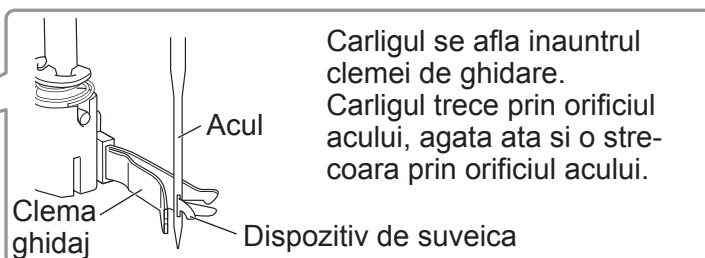 Carligul se afla inauntrul
clemei de ghidare.
Carligul trece prin orificiul
acului, agata ata si o stre-
coara prin orificiul acului.
Acul
Clema
ghidaj
Dispozitiv de suveica